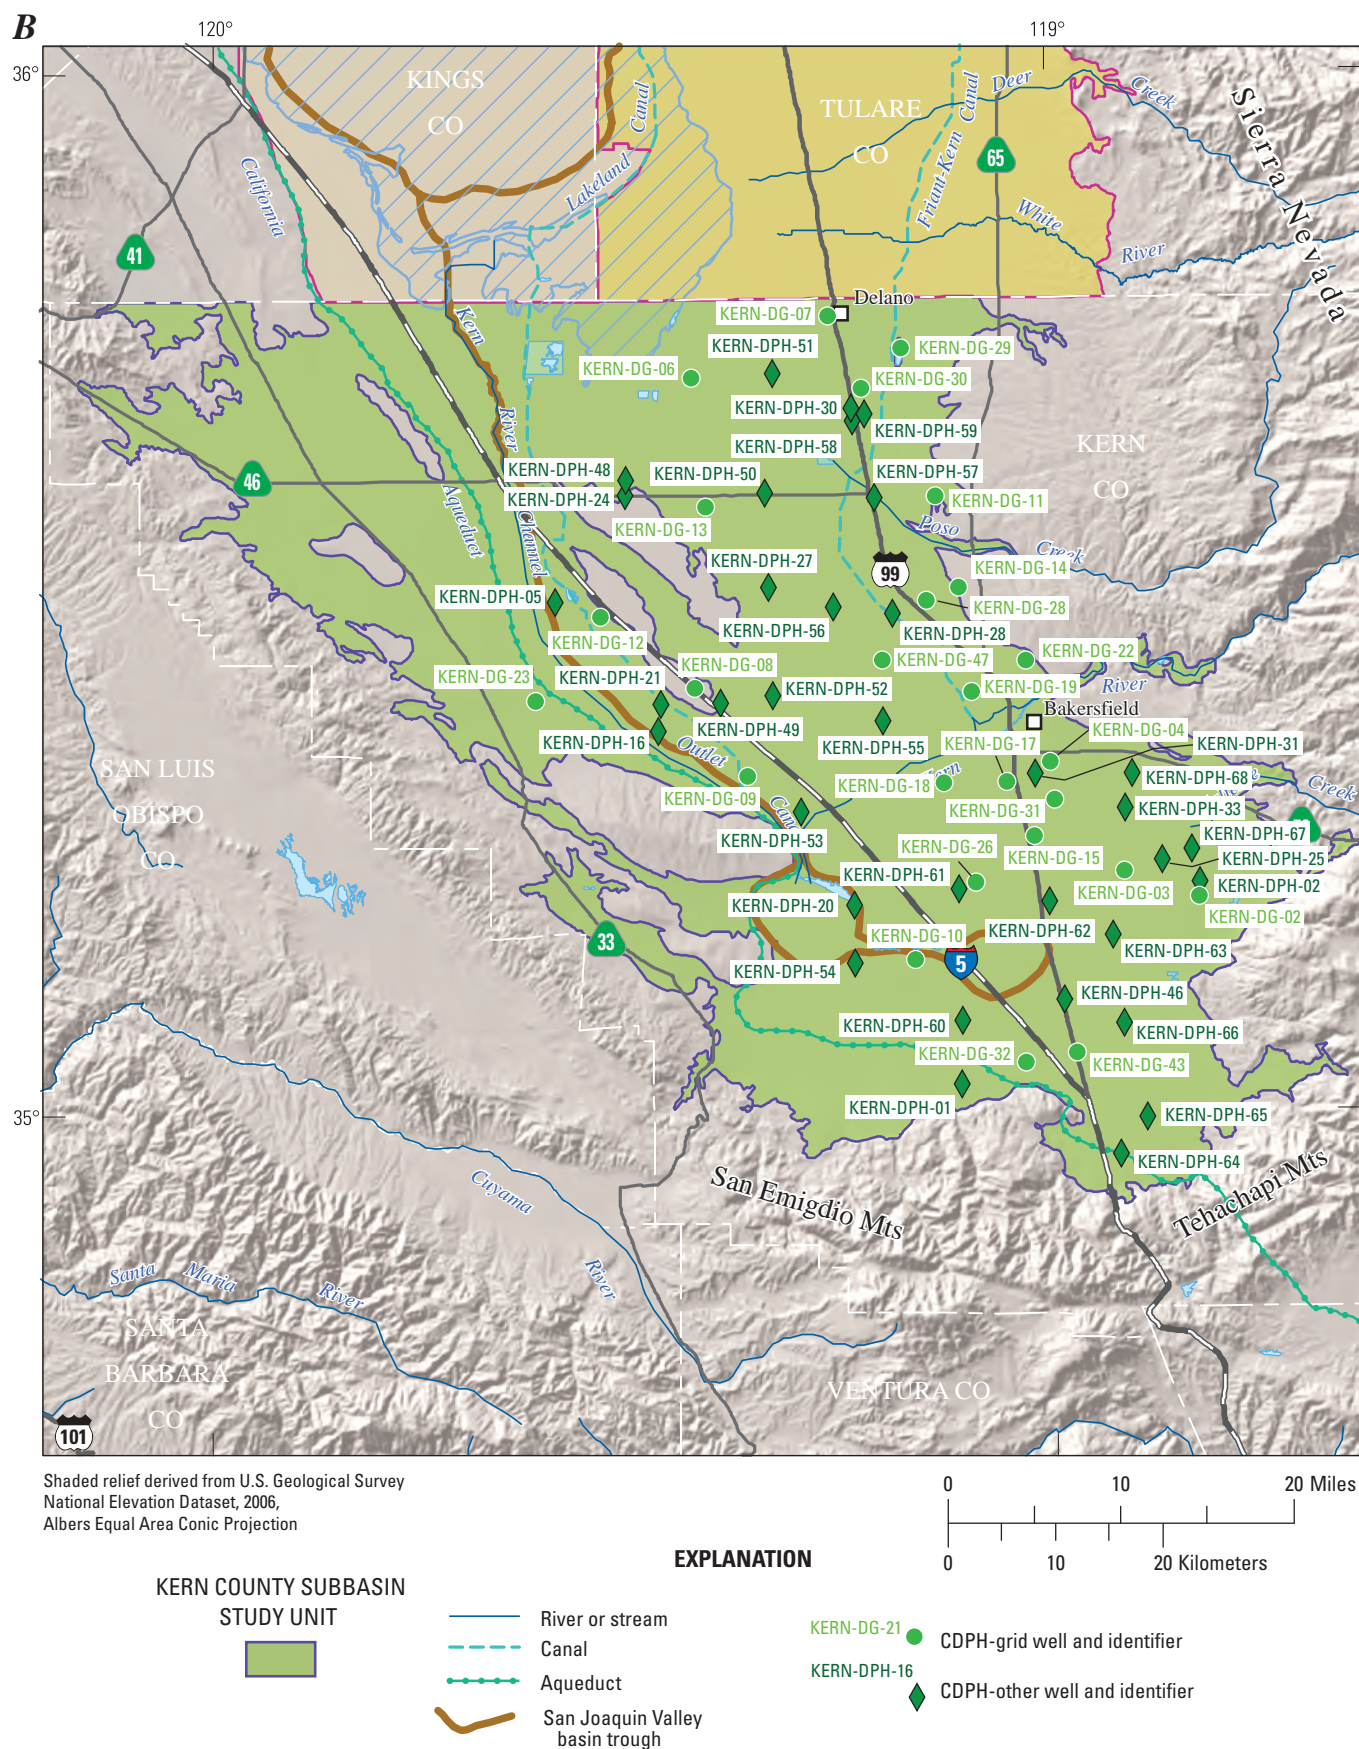 B
120°
119°
36°
35°
KINGS
CO
TULARE
CO
Canal
Lakeland
Friant-Kern Canal
Deer
Creek
65
White
River
Sierra Nevada
California
41
Delano
KERN-DG-07
KERN-DPH-51
KERN-DG-29
KERN-DG-06
KERN-DG-30
KERN-DPH-30
KERN-DPH-59
KERN-DPH-58
Kern
River
KERN
CO
KERN-DPH-48
KERN-DPH-50
KERN-DPH-57
46
KERN-DPH-24
KERN-DG-11
KERN-DG-13
Aqueduct
Channel
Poso
Creek
KERN-DPH-27
99
KERN-DG-14
KERN-DPH-05
KERN-DG-28
KERN-DPH-56
KERN-DPH-28
KERN-DG-12
KERN-DG-47
KERN-DG-22
KERN-DG-08
KERN-DG-23
KERN-DPH-21
KERN-DPH-52
KERN-DG-19
River
Bakersfield
KERN-DPH-49
KERN-DPH-16
KERN-DPH-55
KERN-DG-17
KERN-DG-04
KERN-DPH-31
Outlet
SAN LUIS
OBISPO
CO
KERN-DPH-68
KERN-DG-18
Creek
KERN-DG-09
KERN-DG-31
KERN-DPH-33
KERN-DPH-53
KERN-DPH-67
KERN-DG-26
KERN-DG-15
KERN-DPH-25
KERN-DPH-61
KERN-DG-03
KERN-DPH-02
KERN-DPH-20
KERN-DG-02
KERN-DG-10
KERN-DPH-62
33
KERN-DPH-63
5
KERN-DPH-54
KERN-DPH-46
KERN-DPH-60
KERN-DPH-66
KERN-DG-32
KERN-DG-43
KERN-DPH-01
KERN-DPH-65
KERN-DPH-64
San Emigdio Mts
Tehachapi Mts
Cuyama
River
Santa Maria River
SANTA
BARBARA
CO
VENTURA CO
101
Shaded relief derived from U.S. Geological Survey
National Elevation Dataset, 2006,
Albers Equal Area Conic Projection
0 10 20 Miles
0 10 20 Kilometers
EXPLANATION
KERN COUNTY SUBBASIN
STUDY UNIT
River or stream
Canal
Aqueduct
San Joaquin Valley
basin trough
KERN-DG-21
CDPH-grid well and identifier
KERN-DPH-16
CDPH-other well and identifier